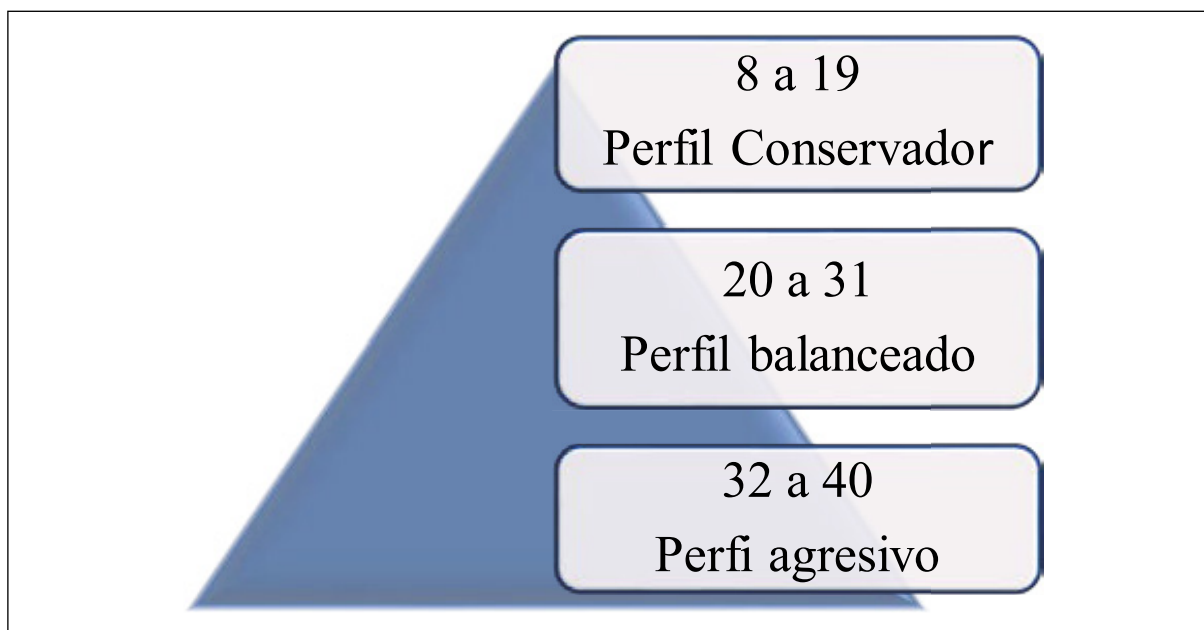 8 a 19
Perfil Conservador
20 a 31
Perfil balanceado
32 a 40
Perfi agresivo